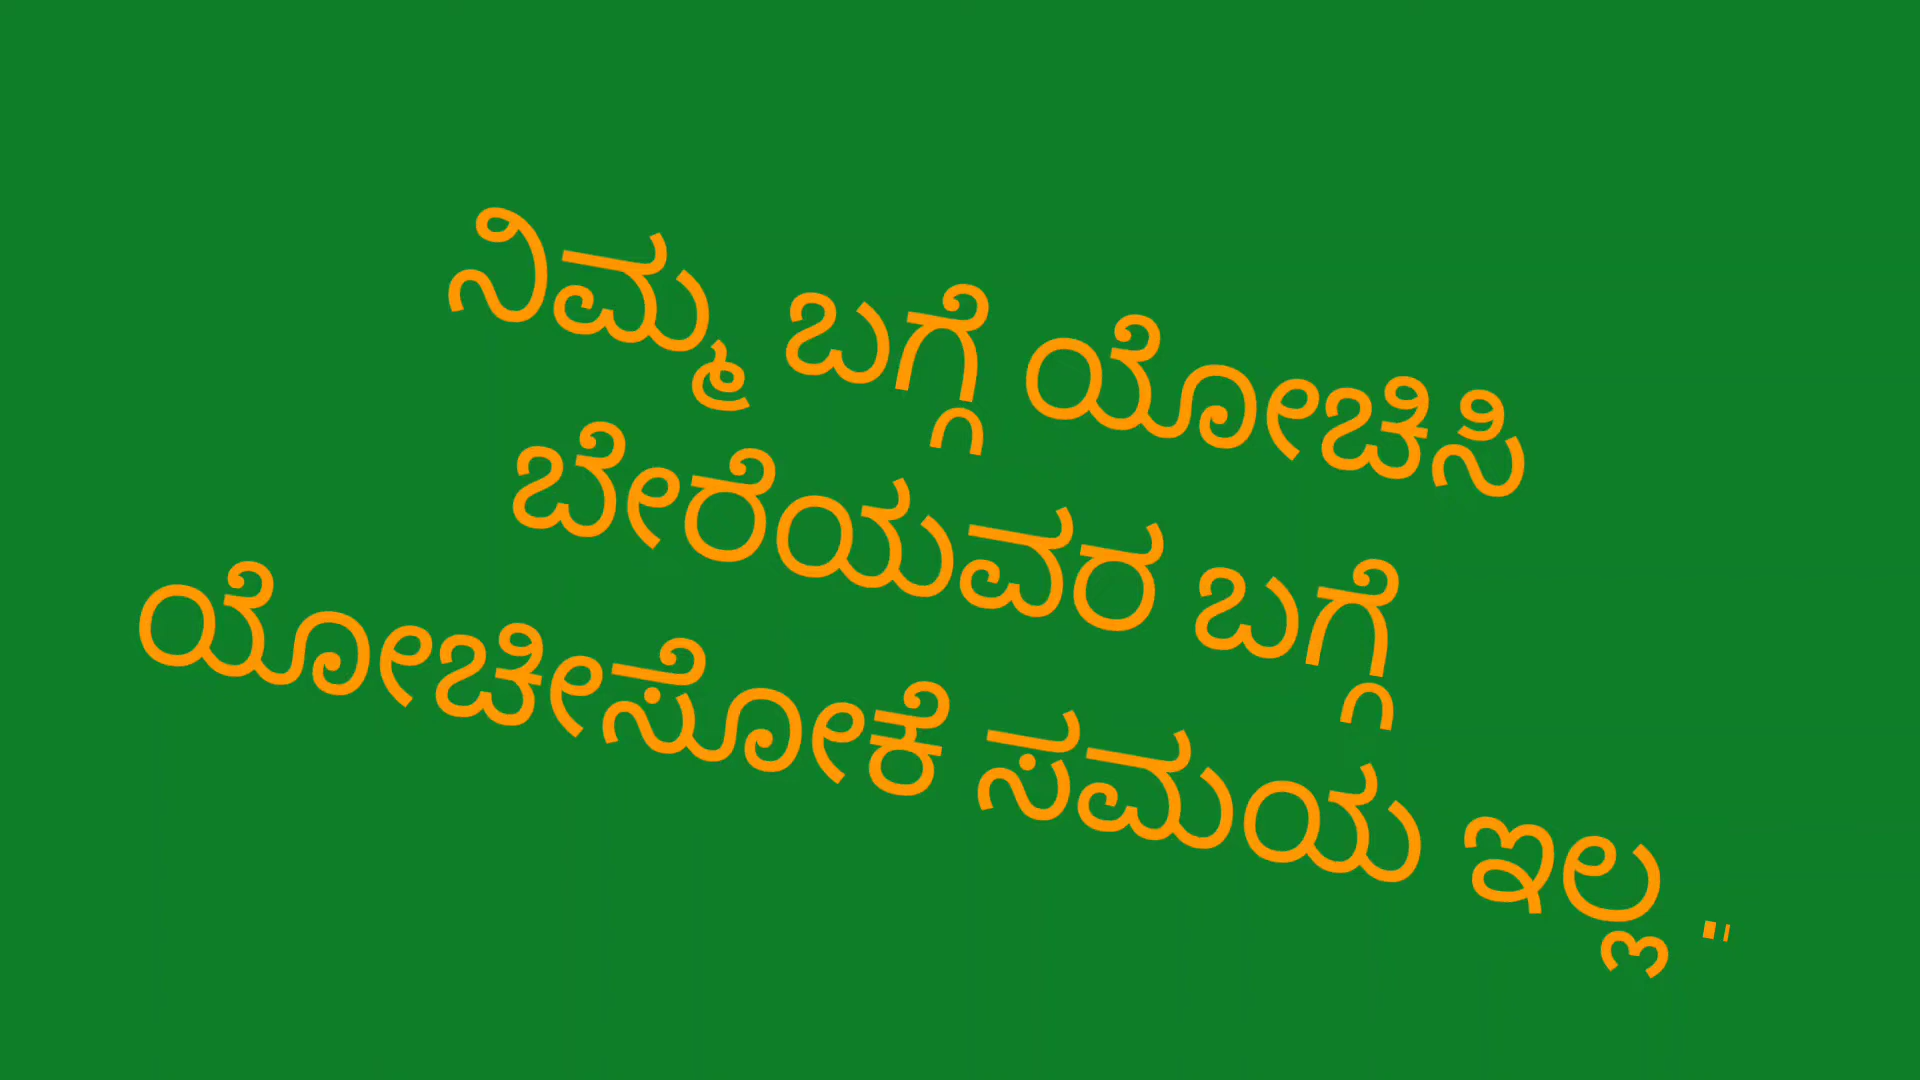 ನಿಮ್ಮ ಬಗ್ಗೆ ಯೋಚಿಸಿ
ಬೇರೆಯವರ ಬಗ್ಗೆ
ಯೋಚೀಸೋಕೆ ಸಮಯ ಇಲ್ಲ "